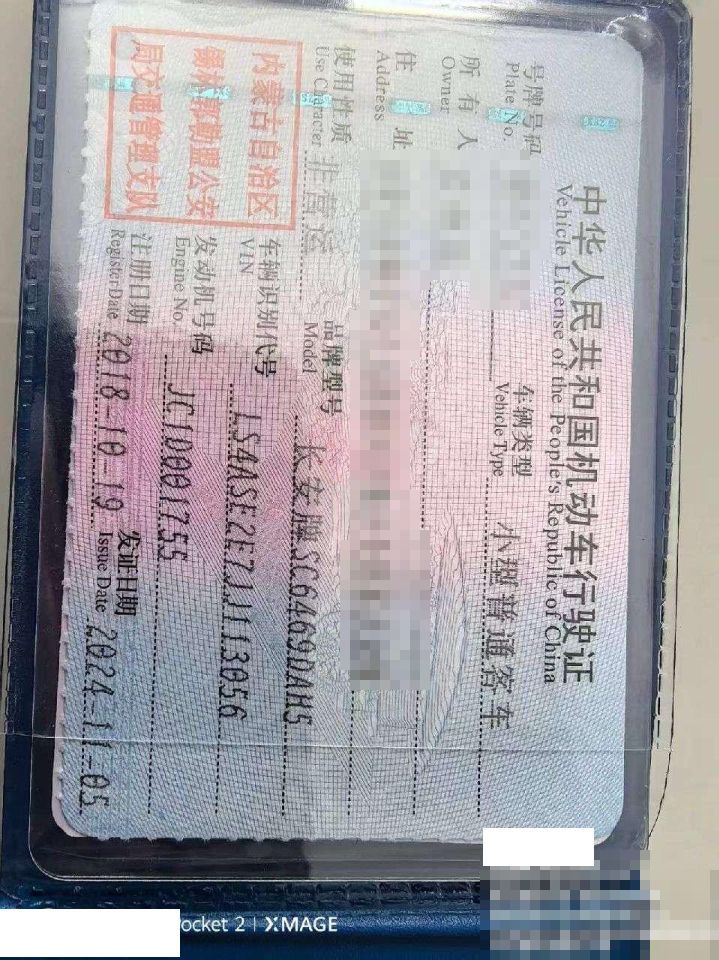 中华人民共和国机动车行驶证
Vehicle License of the People's Republic of China
号牌号码
Plate No.
车辆类型
Vehicle Type
小型普通客车
所有人
Owner
住址
Address
使用性质
Use Character
非营运
品牌型号
Model
长安牌SC6469DAH5
内蒙古自治区
锡林郭勒盟公安
局交通管理支队
车辆识别代号
VIN
LS4ASE2E7JJ113056
发动机号码
Engine No.
JC10001755
注册日期
Register Date
2018-10-19
发证日期
Issue Date
2024-11-05
ocket 2 | XMAGE